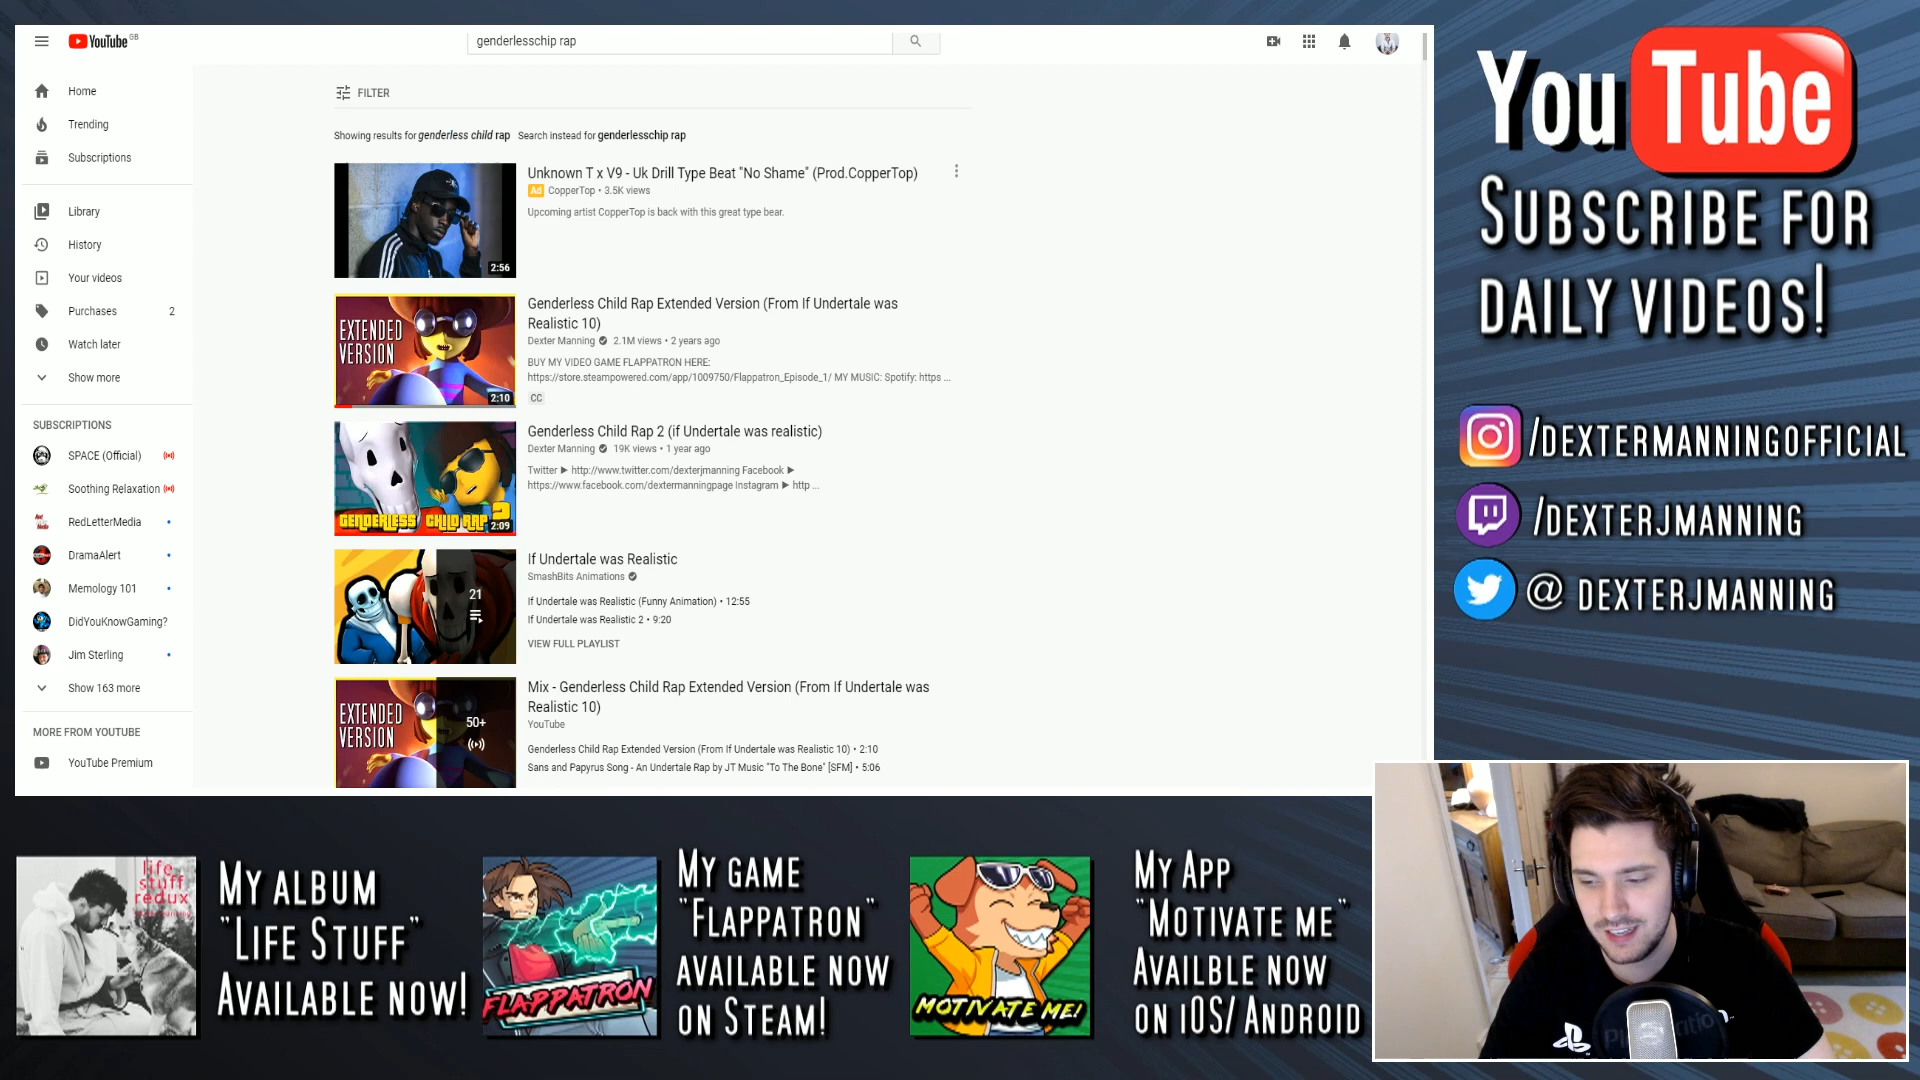 YouTube GB
genderlesschip rap
Home
Trending
Subscriptions
Library
History
Your videos
Purchases 2
Watch later
Show more
SUBSCRIPTIONS
SPACE (Official)
Soothing Relaxation
RedLetterMedia
DramaAlert
Memology 101
DidYouKnowGaming?
Jim Sterling
Show 163 more
MORE FROM YOUTUBE
YouTube Premium
FILTER
Showing results for genderless child rap Search instead for genderlesschip rap
2:56
Unknown T x V9 - Uk Drill Type Beat "No Shame" (Prod.CopperTop)
Ad CopperTop • 3.5K views
Upcoming artist CopperTop is back with this great type bear.
EXTENDED
VERSION
2:10
Genderless Child Rap Extended Version (From If Undertale was
Realistic 10)
Dexter Manning 2.1M views • 2 years ago
BUY MY VIDEO GAME FLAPPATRON HERE:
https://store.steampowered.com/app/1009750/Flappatron_Episode_1/ MY MUSIC: Spotify: https ...
CC
GENDERLESS CHILD RAP 2
2:09
Genderless Child Rap 2 (if Undertale was realistic)
Dexter Manning 19K views • 1 year ago
Twitter ► http://www.twitter.com/dexterjmanning Facebook ►
https://www.facebook.com/dextermanningpage Instagram ► http ...
21
If Undertale was Realistic
SmashBits Animations
If Undertale was Realistic (Funny Animation) • 12:55
If Undertale was Realistic 2 • 9:20
VIEW FULL PLAYLIST
EXTENDED
VERSION
50+
Mix - Genderless Child Rap Extended Version (From If Undertale was
Realistic 10)
YouTube
Genderless Child Rap Extended Version (From If Undertale was Realistic 10) • 2:10
Sans and Papyrus Song - An Undertale Rap by JT Music "To The Bone" [SFM] • 5:06
YouTube
SUBSCRIBE FOR
DAILY VIDEOS!
/DEXTERMANNINGOFFICIAL
/DEXTERJMANNING
@ DEXTERJMANNING
life
stuff
redux
MY ALBUM
"LIFE STUFF"
AVAILABLE NOW!
FLAPPATRON
MY GAME
"FLAPPATRON"
AVAILABLE NOW
ON STEAM!
MOTIVATE ME!
MY APP
"MOTIVATE ME"
AVAILBLE NOW
ON iOS/ANDROID